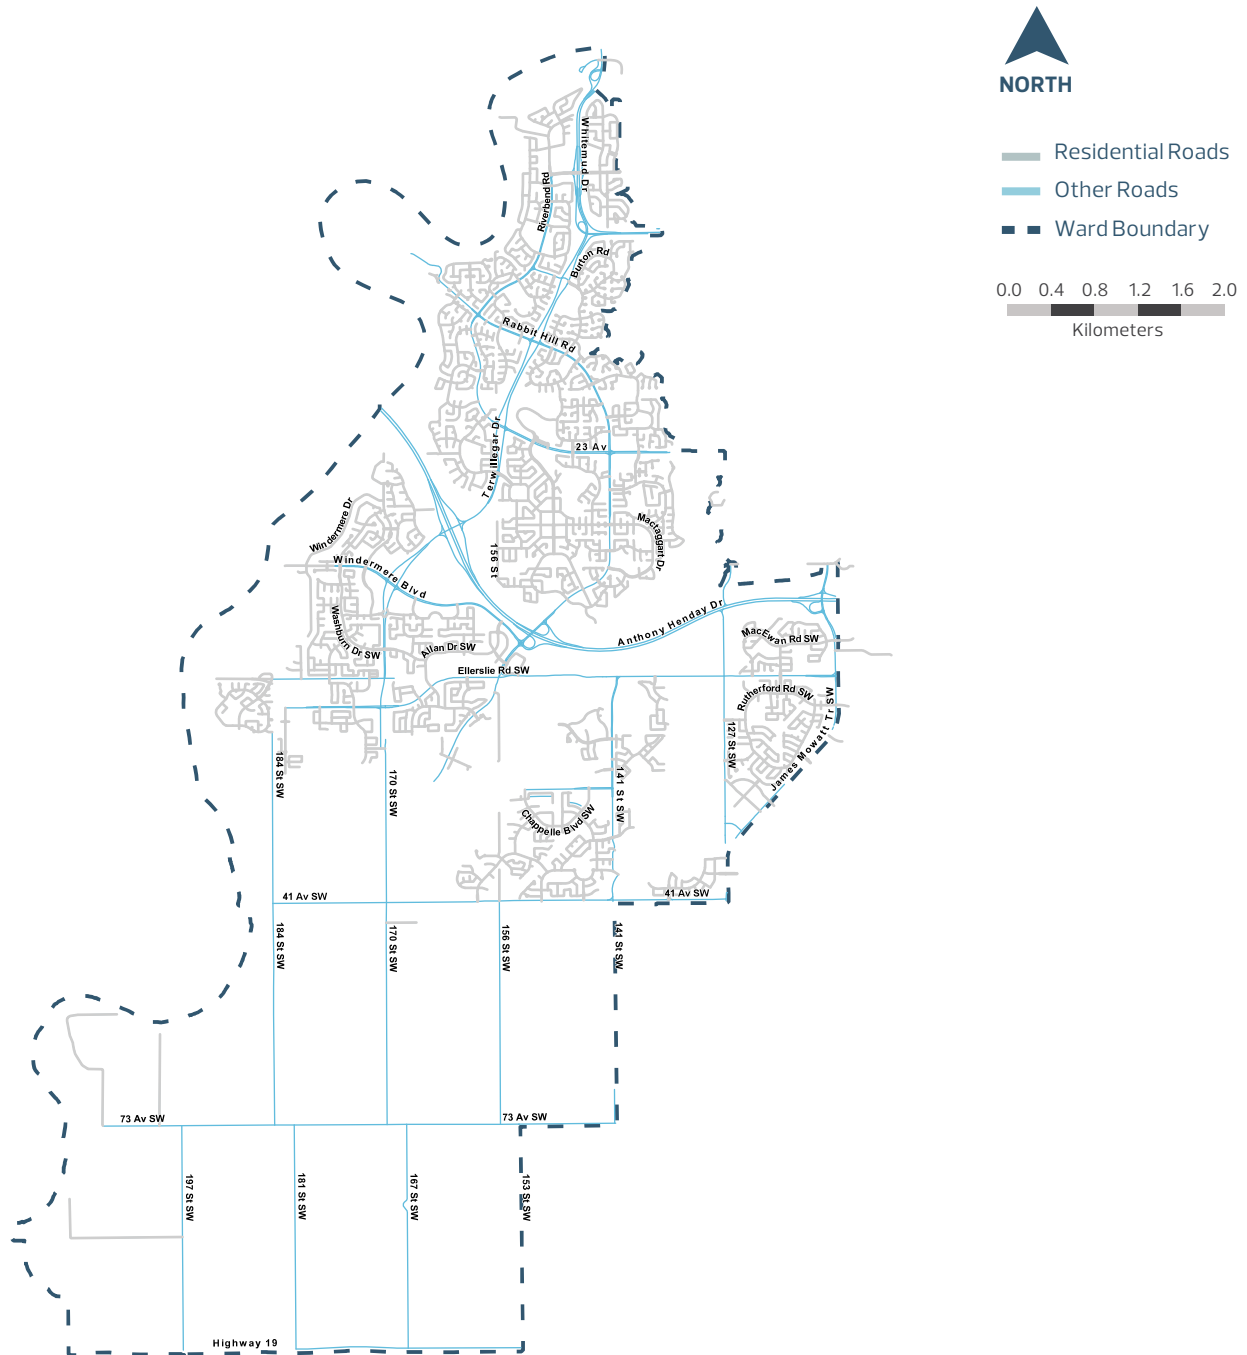 NORTH
Residential Roads
Other Roads
Ward Boundary
0.0 0.4 0.8 1.2 1.6 2.0
Kilometers
Whitemud Dr
Riverbend Rd
Burton Rd
Rabbit Hill Rd
Terwillegar Dr
23 Av
Windermere Dr
Mactaggart Dr
156 St
Windermere Blvd
Washburn Dr SW
Allan Dr SW
Anthony Henday Dr
MacEwan Rd SW
Ellerslie Rd SW
Rutherford Rd SW
James Mowatt Tr SW
127 St SW
184 St SW
170 St SW
141 St SW
Chappelle Blvd SW
41 Av SW
41 Av SW
184 St SW
170 St SW
156 St SW
141 St SW
73 Av SW
73 Av SW
197 St SW
181 St SW
167 St SW
153 St SW
Highway 19